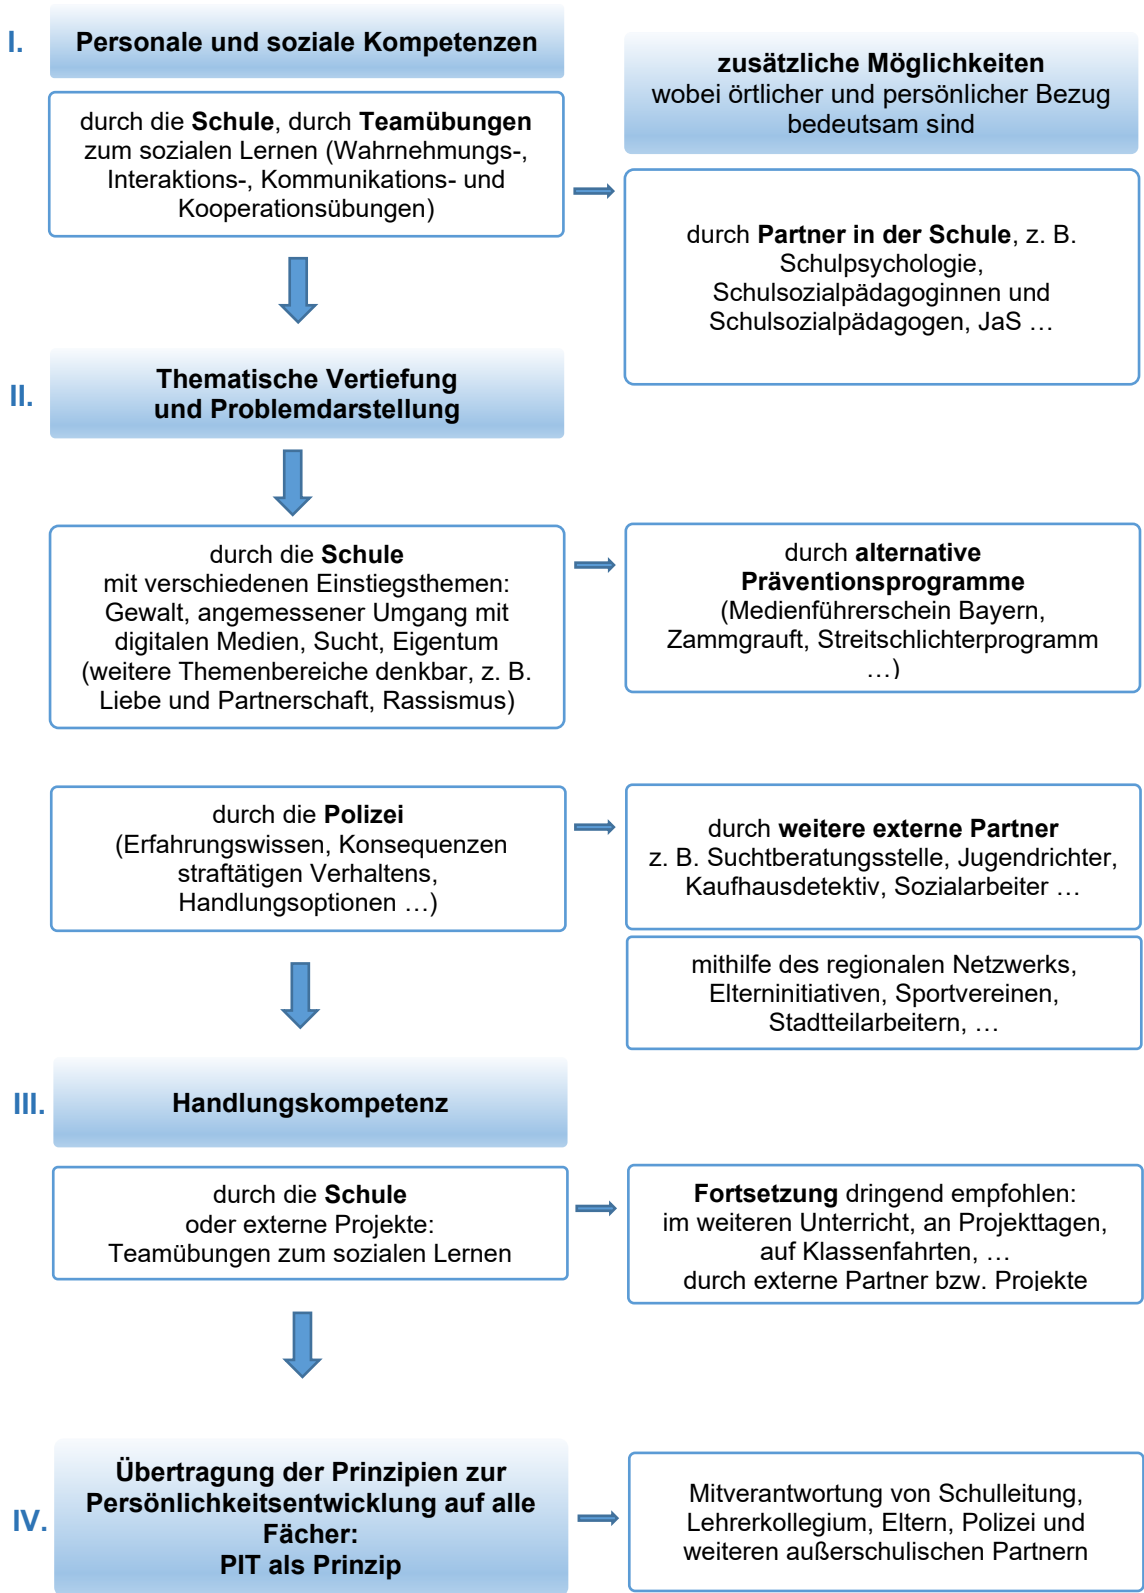 I.
Personale und soziale Kompetenzen
zusätzliche Möglichkeiten
wobei örtlicher und persönlicher Bezug
bedeutsam sind
durch die Schule, durch Teamübungen
zum sozialen Lernen (Wahrnehmungs-,
Interaktions-, Kommunikations- und
Kooperationsübungen)
durch Partner in der Schule, z. B.
Schulpsychologie,
Schulsozialpädagoginnen und
Schulsozialpädagogen, JaS …
II.
Thematische Vertiefung
und Problemdarstellung
durch die Schule
mit verschiedenen Einstiegsthemen:
Gewalt, angemessener Umgang mit
digitalen Medien, Sucht, Eigentum
(weitere Themenbereiche denkbar, z. B.
Liebe und Partnerschaft, Rassismus)
durch alternative
Präventionsprogramme
(Medienführerschein Bayern,
Zammgrauft, Streitschlichterprogramm
…)
durch die Polizei
(Erfahrungswissen, Konsequenzen
straftätigen Verhaltens,
Handlungsoptionen …)
durch weitere externe Partner
z. B. Suchtberatungsstelle, Jugendrichter,
Kaufhausdetektiv, Sozialarbeiter …
mithilfe des regionalen Netzwerks,
Elterninitiativen, Sportvereinen,
Stadtteilarbeitern, …
III.
Handlungskompetenz
durch die Schule
oder externe Projekte:
Teamübungen zum sozialen Lernen
Fortsetzung dringend empfohlen:
im weiteren Unterricht, an Projekttagen,
auf Klassenfahrten, …
durch externe Partner bzw. Projekte
IV.
Übertragung der Prinzipien zur
Persönlichkeitsentwicklung auf alle
Fächer:
PIT als Prinzip
Mitverantwortung von Schulleitung,
Lehrerkollegium, Eltern, Polizei und
weiteren außerschulischen Partnern